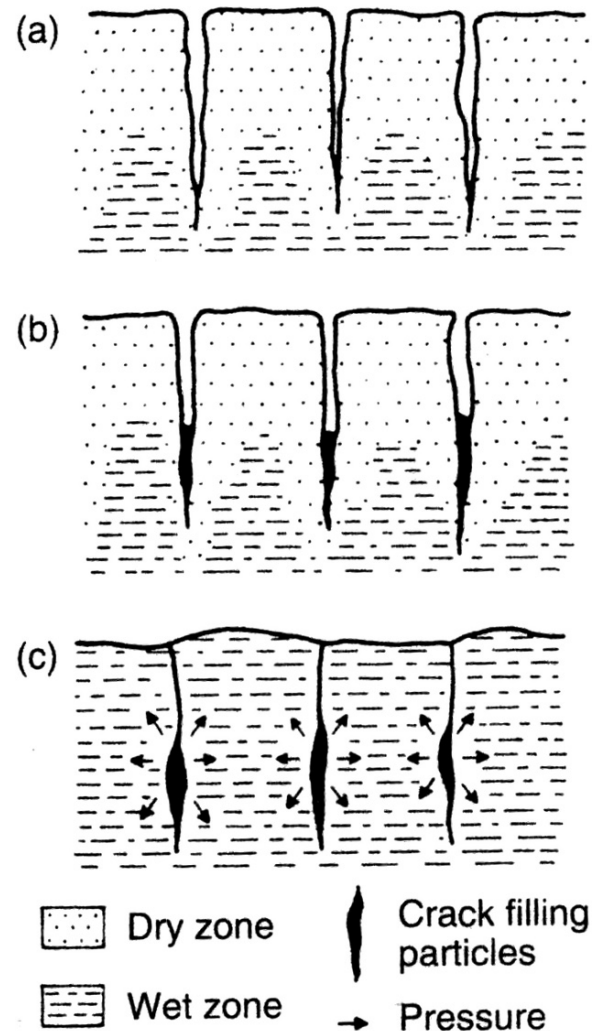 (a)
(b)
(c)
Dry zone
Crack filling
particles
Wet zone
Pressure